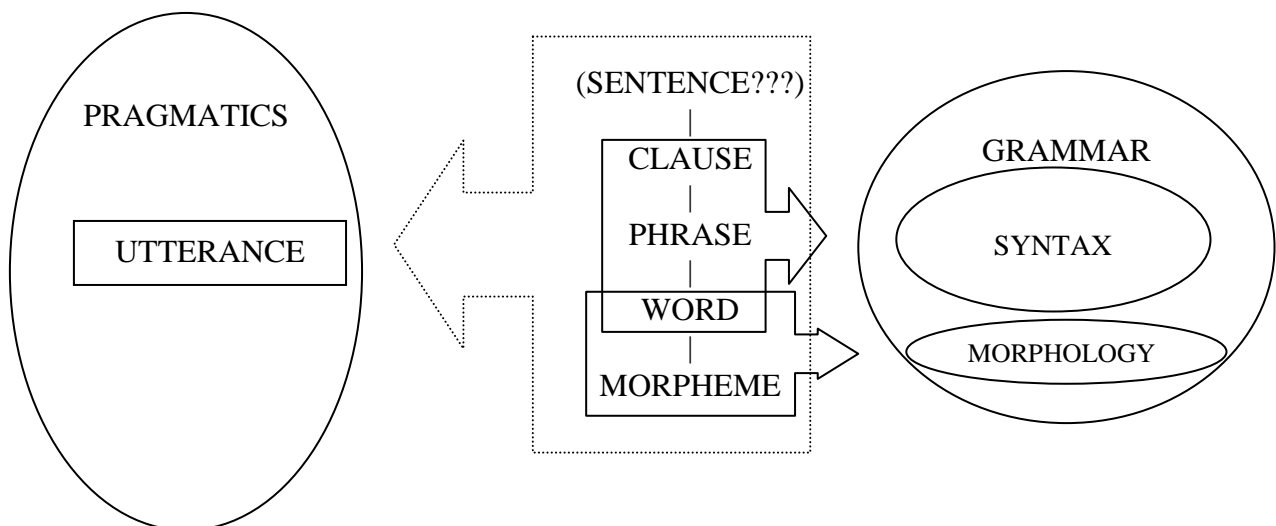 PRAGMATICS
UTTERANCE
(SENTENCE???)
CLAUSE
PHRASE
WORD
MORPHEME
GRAMMAR
SYNTAX
MORPHOLOGY